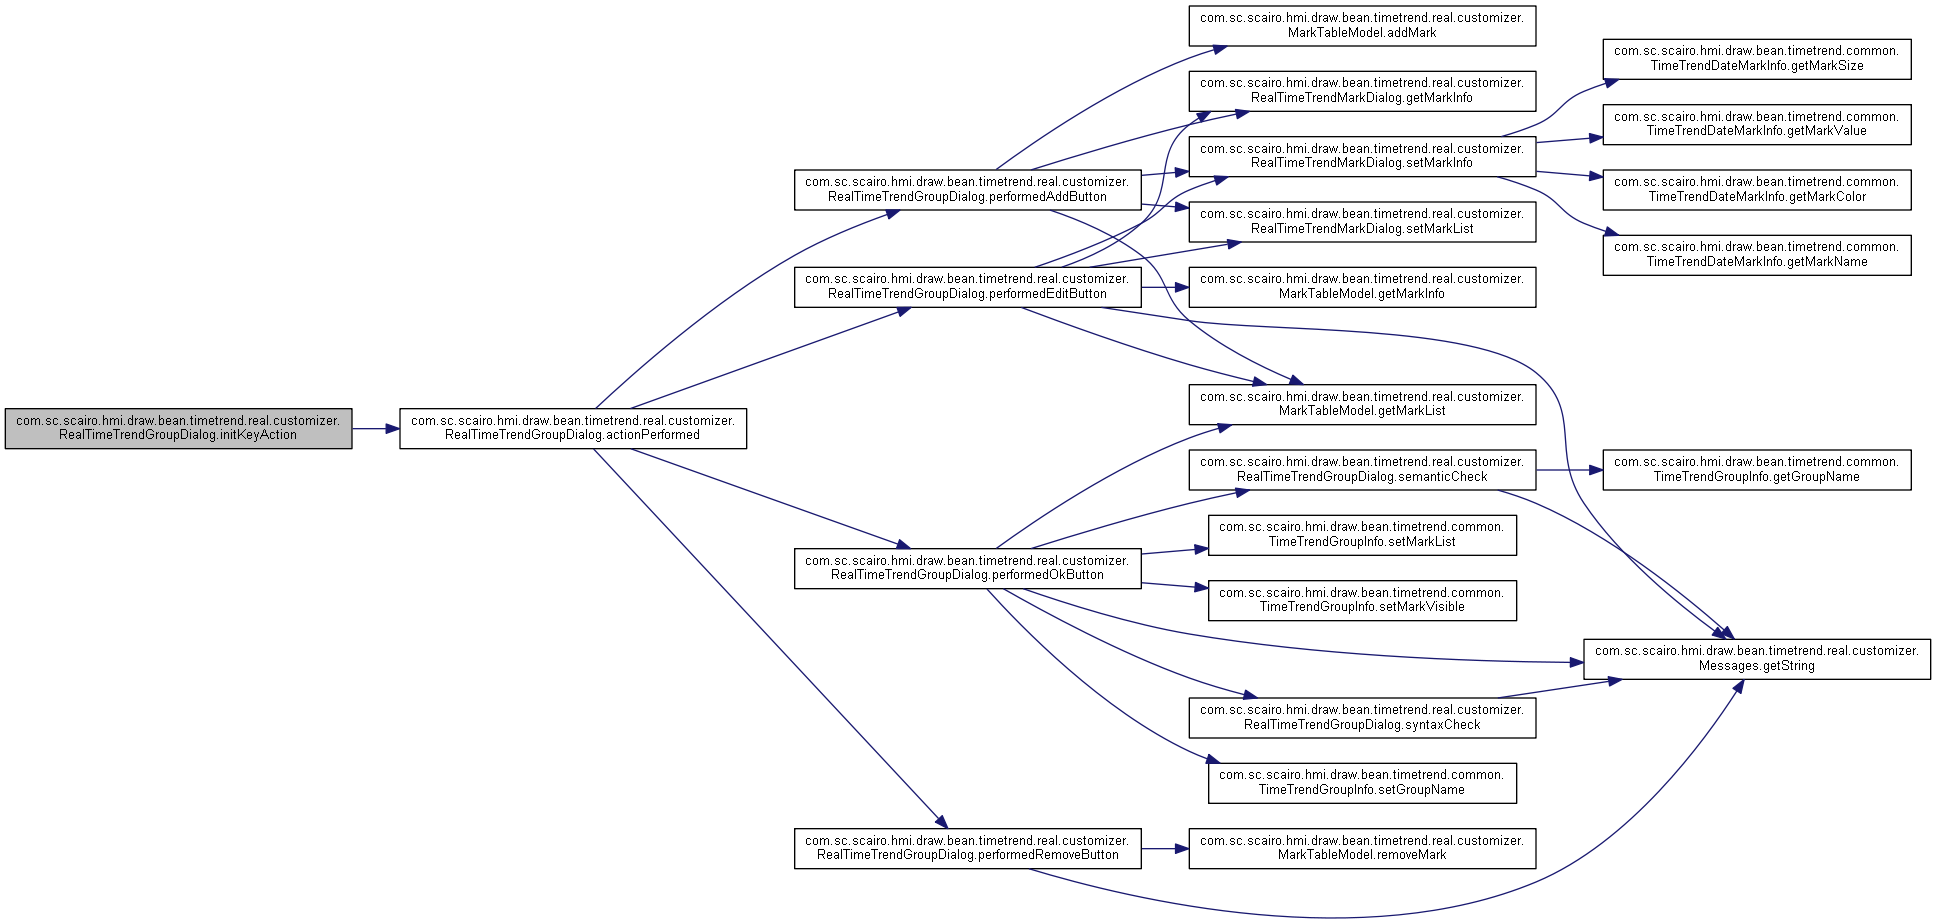 com.sc.scairo.hmi.draw.bean.timetrend.real.customizer.
RealTimeTrendGroupDialog.initKeyAction
com.sc.scairo.hmi.draw.bean.timetrend.real.customizer.
RealTimeTrendGroupDialog.actionPerformed
com.sc.scairo.hmi.draw.bean.timetrend.real.customizer.
RealTimeTrendGroupDialog.performedAddButton
com.sc.scairo.hmi.draw.bean.timetrend.real.customizer.
RealTimeTrendGroupDialog.performedEditButton
com.sc.scairo.hmi.draw.bean.timetrend.real.customizer.
RealTimeTrendGroupDialog.performedOkButton
com.sc.scairo.hmi.draw.bean.timetrend.real.customizer.
RealTimeTrendGroupDialog.performedRemoveButton
com.sc.scairo.hmi.draw.bean.timetrend.real.customizer.
MarkTableModel.addMark
com.sc.scairo.hmi.draw.bean.timetrend.real.customizer.
RealTimeTrendMarkDialog.getMarkInfo
com.sc.scairo.hmi.draw.bean.timetrend.real.customizer.
RealTimeTrendMarkDialog.setMarkInfo
com.sc.scairo.hmi.draw.bean.timetrend.real.customizer.
RealTimeTrendMarkDialog.setMarkList
com.sc.scairo.hmi.draw.bean.timetrend.real.customizer.
MarkTableModel.getMarkInfo
com.sc.scairo.hmi.draw.bean.timetrend.real.customizer.
MarkTableModel.getMarkList
com.sc.scairo.hmi.draw.bean.timetrend.real.customizer.
RealTimeTrendGroupDialog.semanticCheck
com.sc.scairo.hmi.draw.bean.timetrend.common.
TimeTrendGroupInfo.setMarkList
com.sc.scairo.hmi.draw.bean.timetrend.common.
TimeTrendGroupInfo.setMarkVisible
com.sc.scairo.hmi.draw.bean.timetrend.real.customizer.
RealTimeTrendGroupDialog.syntaxCheck
com.sc.scairo.hmi.draw.bean.timetrend.common.
TimeTrendGroupInfo.setGroupName
com.sc.scairo.hmi.draw.bean.timetrend.real.customizer.
MarkTableModel.removeMark
com.sc.scairo.hmi.draw.bean.timetrend.common.
TimeTrendDateMarkInfo.getMarkSize
com.sc.scairo.hmi.draw.bean.timetrend.common.
TimeTrendDateMarkInfo.getMarkValue
com.sc.scairo.hmi.draw.bean.timetrend.common.
TimeTrendDateMarkInfo.getMarkColor
com.sc.scairo.hmi.draw.bean.timetrend.common.
TimeTrendDateMarkInfo.getMarkName
com.sc.scairo.hmi.draw.bean.timetrend.common.
TimeTrendGroupInfo.getGroupName
com.sc.scairo.hmi.draw.bean.timetrend.real.customizer.
Messages.getString